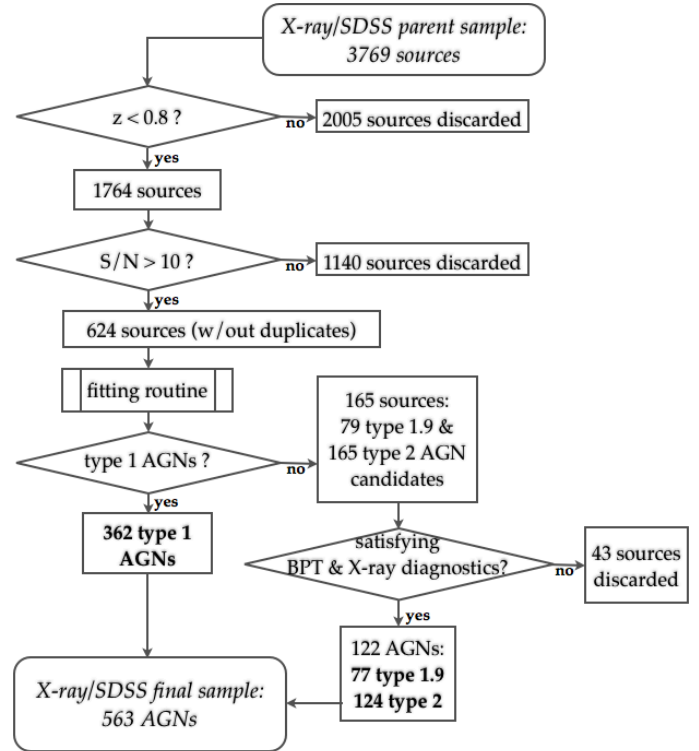 X-ray/SDSS parent sample:
3769 sources
z < 0.8 ?
no
2005 sources discarded
yes
1764 sources
S/N > 10 ?
no
1140 sources discarded
yes
624 sources (w/out duplicates)
fitting routine
type 1 AGNs ?
no
165 sources:
79 type 1.9 &
165 type 2 AGN
candidates
yes
362 type 1
AGNs
satisfying
BPT & X-ray diagnostics?
no
43 sources
discarded
yes
122 AGNs:
77 type 1.9
124 type 2
X-ray/SDSS final sample:
563 AGNs